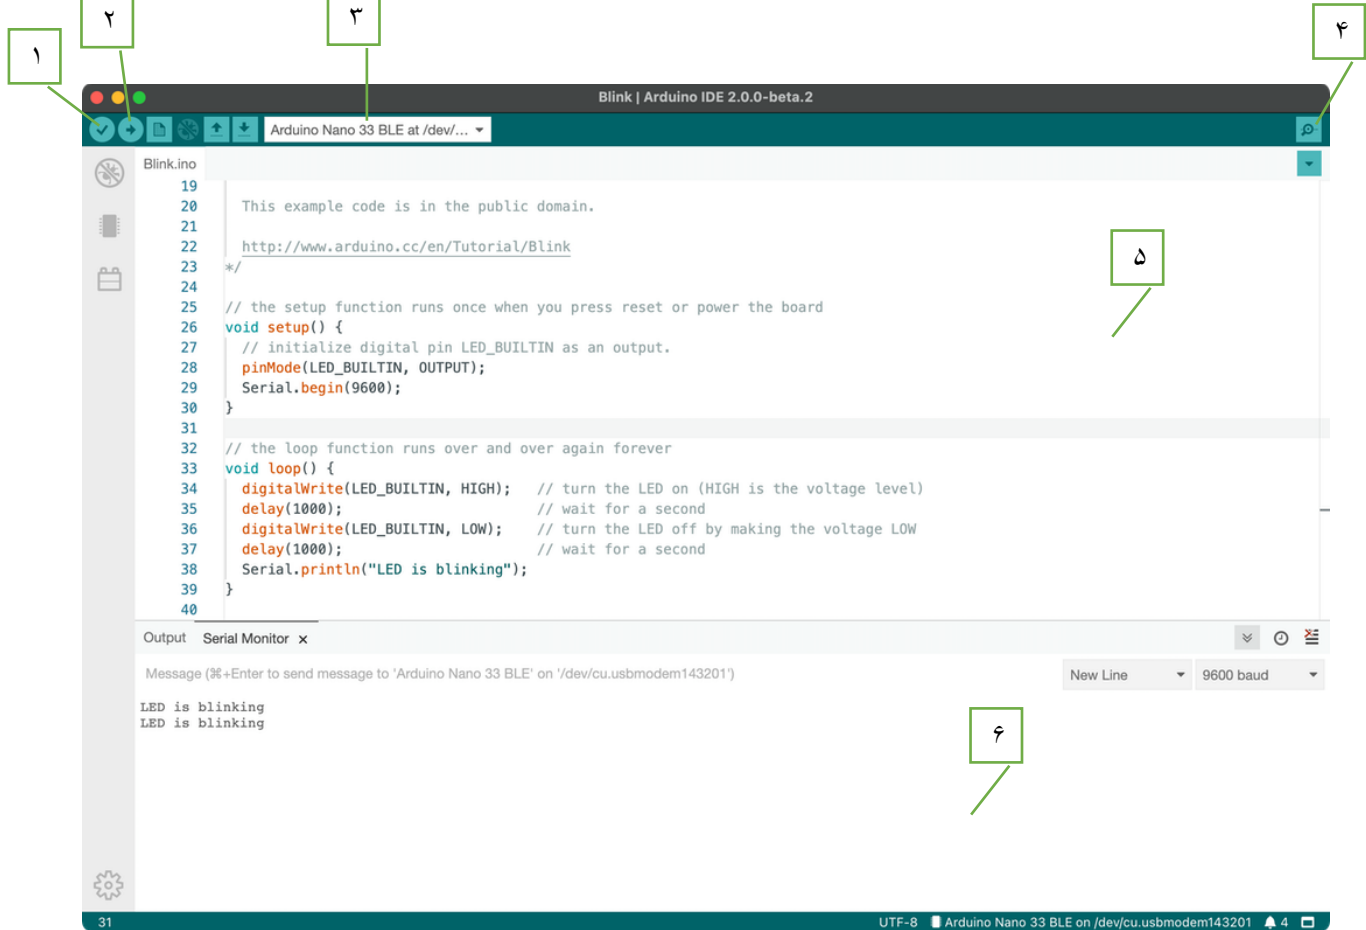 ۱
۲
۳
۴
Blink | Arduino IDE 2.0.0-beta.2
Arduino Nano 33 BLE at /dev/...
Blink.ino
19
20 This example code is in the public domain.
21
22 http://www.arduino.cc/en/Tutorial/Blink
23 */
24
25 // the setup function runs once when you press reset or power the board
26 void setup() {
27 // initialize digital pin LED_BUILTIN as an output.
28 pinMode(LED_BUILTIN, OUTPUT);
29 Serial.begin(9600);
30 }
31
32 // the loop function runs over and over again forever
33 void loop() {
34 digitalWrite(LED_BUILTIN, HIGH); // turn the LED on (HIGH is the voltage level)
35 delay(1000); // wait for a second
36 digitalWrite(LED_BUILTIN, LOW); // turn the LED off by making the voltage LOW
37 delay(1000); // wait for a second
38 Serial.println("LED is blinking");
39 }
40
۵
Output Serial Monitor x
Message (⌘+Enter to send message to 'Arduino Nano 33 BLE' on '/dev/cu.usbmodem143201')
New Line 9600 baud
LED is blinking
LED is blinking
۶
31 UTF-8 Arduino Nano 33 BLE on /dev/cu.usbmodem143201 4